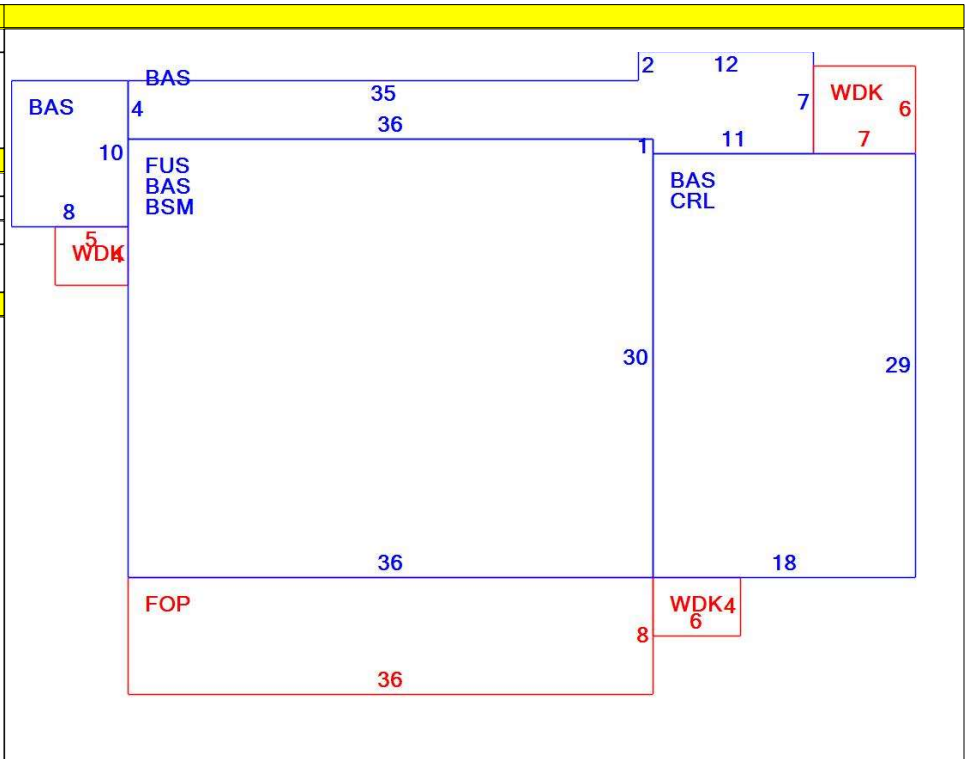 2 12
BAS
35
BAS 4 7 WDK 6
36
10 1 11 7
FUS
BAS
BSM
BAS
CRL
8
5
WDK 4
30 29
36 18
FOP
WDK 4
6
8
36